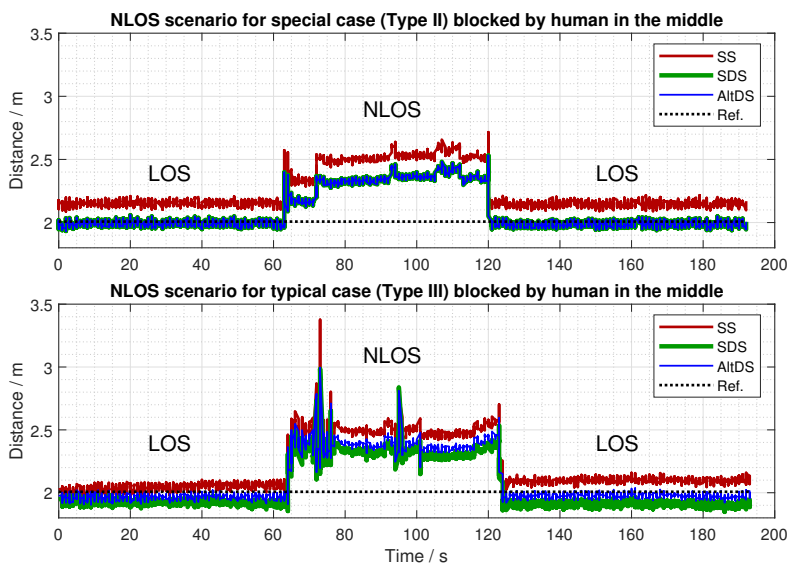 NLOS scenario for special case (Type II) blocked by human in the middle
3.5
3
2.5
2
Distance / m
LOS
NLOS
LOS
SS
SDS
AltDS
Ref.
0 20 40 60 80 100 120 140 160 180 200
NLOS scenario for typical case (Type III) blocked by human in the middle
3.5
3
2.5
2
Distance / m
LOS
NLOS
LOS
SS
SDS
AltDS
Ref.
0 20 40 60 80 100 120 140 160 180 200
Time / s